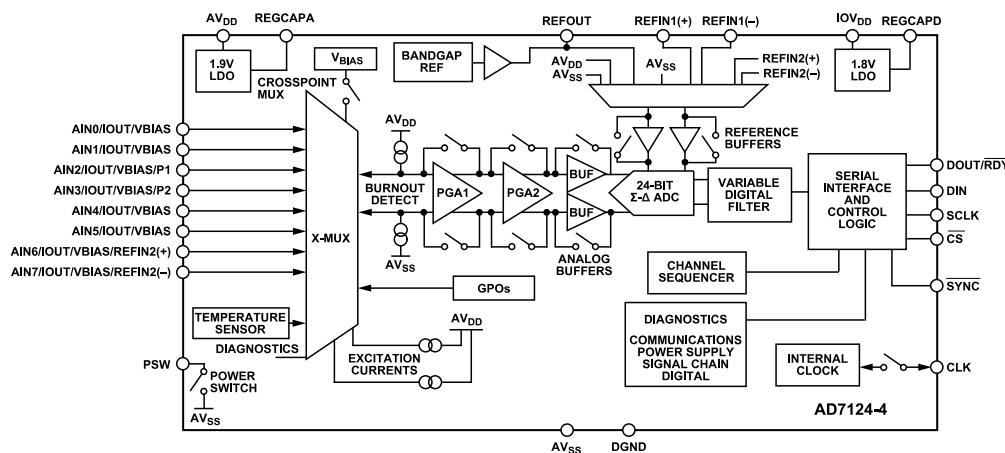 AVDD
REGCAPA
REFOUT
REFIN1(+)
REFIN1(–)
IOVDD
REGCAPD
1.9V
LDO
VBIAS
BANDGAP
REF
AVDD
AVSS
AVSS
REFIN2(+)
REFIN2(–)
1.8V
LDO
CROSSPOINT
MUX
AIN0/IOUT/VBIAS
AIN1/IOUT/VBIAS
AIN2/IOUT/VBIAS/P1
AIN3/IOUT/VBIAS/P2
AIN4/IOUT/VBIAS
AIN5/IOUT/VBIAS
AIN6/IOUT/VBIAS/REFIN2(+)
AIN7/IOUT/VBIAS/REFIN2(–)
AVDD
REFERENCE
BUFFERS
BURNOUT
DETECT
PGA1
PGA2
BUF
BUF
24-BIT
Σ-Δ ADC
VARIABLE
DIGITAL
FILTER
SERIAL
INTERFACE
AND
CONTROL
LOGIC
DOUT/RDY
DIN
SCLK
CS
SYNC
X-MUX
AVSS
ANALOG
BUFFERS
GPOs
CHANNEL
SEQUENCER
TEMPERATURE
SENSOR
DIAGNOSTICS
AVDD
EXCITATION
CURRENTS
DIAGNOSTICS
COMMUNICATIONS
POWER SUPPLY
SIGNAL CHAIN
DIGITAL
INTERNAL
CLOCK
CLK
PSW
POWER
SWITCH
AVSS
AD7124-4
AVSS
DGND